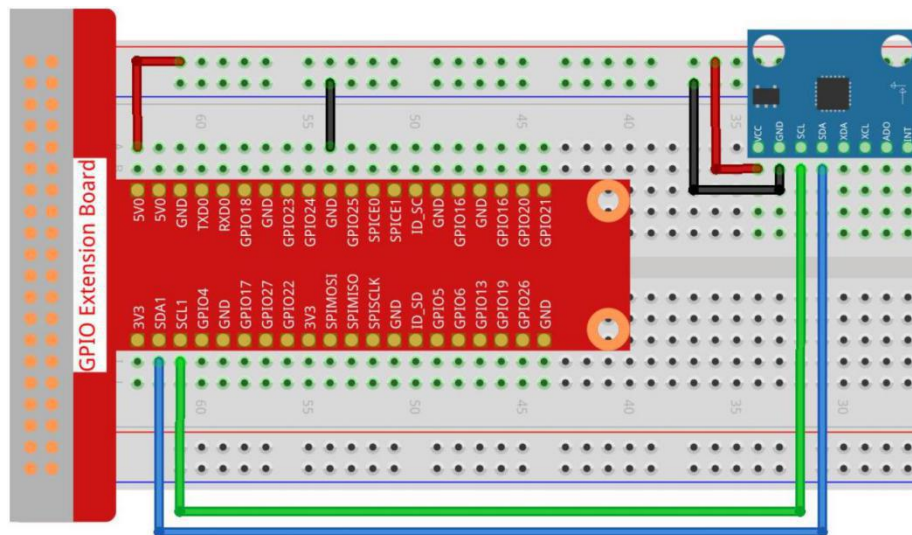 GPIO Extension Board
60
55
50
45
40
35
A
5V0
5V0
GND
TXD0
RXD0
GPIO18
GND
GPIO23
GPIO24
GND
GPIO25
SPICE0
SPICE1
ID_SC
GND
GPIO16
GND
GPIO16
GPIO20
GPIO21
VCC
GND
SCL
SDA
XDA
XCL
ADO
INT
3V3
SDA1
SCL1
GPIO4
GND
GPIO17
GPIO27
GPIO22
3V3
SPIMOSI
SPIMISO
SPISCLK
GND
ID_SD
GPIO5
GPIO6
GPIO13
GPIO19
GPIO26
GND
60
55
50
45
40
35
30